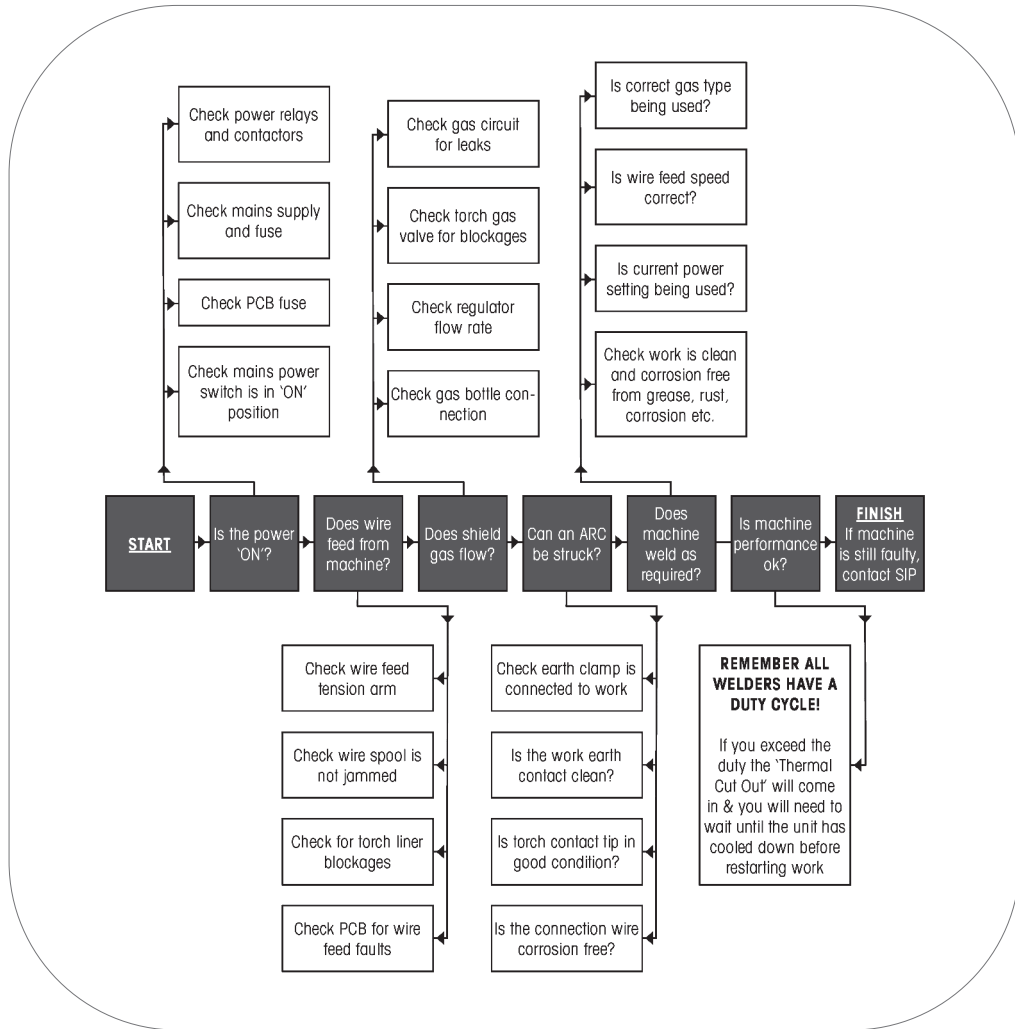 Check power relays
and contactors
Check mains supply
and fuse
Check PCB fuse
Check mains power
switch is in ‘ON’
position
Check gas circuit
for leaks
Check torch gas
valve for blockages
Check regulator
flow rate
Check gas bottle con-
nection
Is correct gas type
being used?
Is wire feed speed
correct?
Is current power
setting being used?
Check work is clean
and corrosion free
from grease, rust,
corrosion etc.
START
Is the power
‘ON’?
Does wire
feed from
machine?
Does shield
gas flow?
Can an ARC
be struck?
Does
machine
weld as
required?
Is machine
performance
ok?
FINISH
If machine
is still faulty,
contact SIP
Check wire feed
tension arm
Check wire spool is
not jammed
Check for torch liner
blockages
Check PCB for wire
feed faults
Check earth clamp is
connected to work
Is the work earth
contact clean?
Is torch contact tip in
good condition?
Is the connection wire
corrosion free?
REMEMBER ALL
WELDERS HAVE A
DUTY CYCLE!
If you exceed the
duty the ‘Thermal
Cut Out’ will come
in & you will need to
wait until the unit has
cooled down before
restarting work